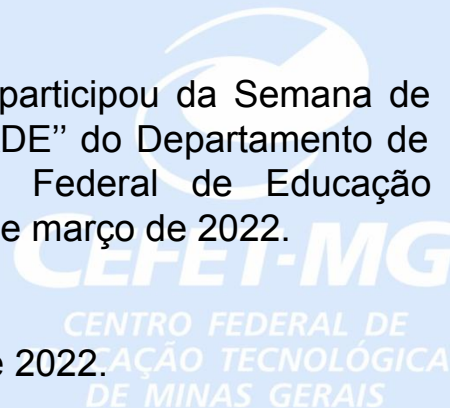 participou da Semana de
DE’’ do Departamento de
Federal de Educação
e março de 2022.
CEFET-MG
CENTRO FEDERAL DE
AÇÃO TECNOLÓGICA
e 2022.
DE MINAS GERAIS